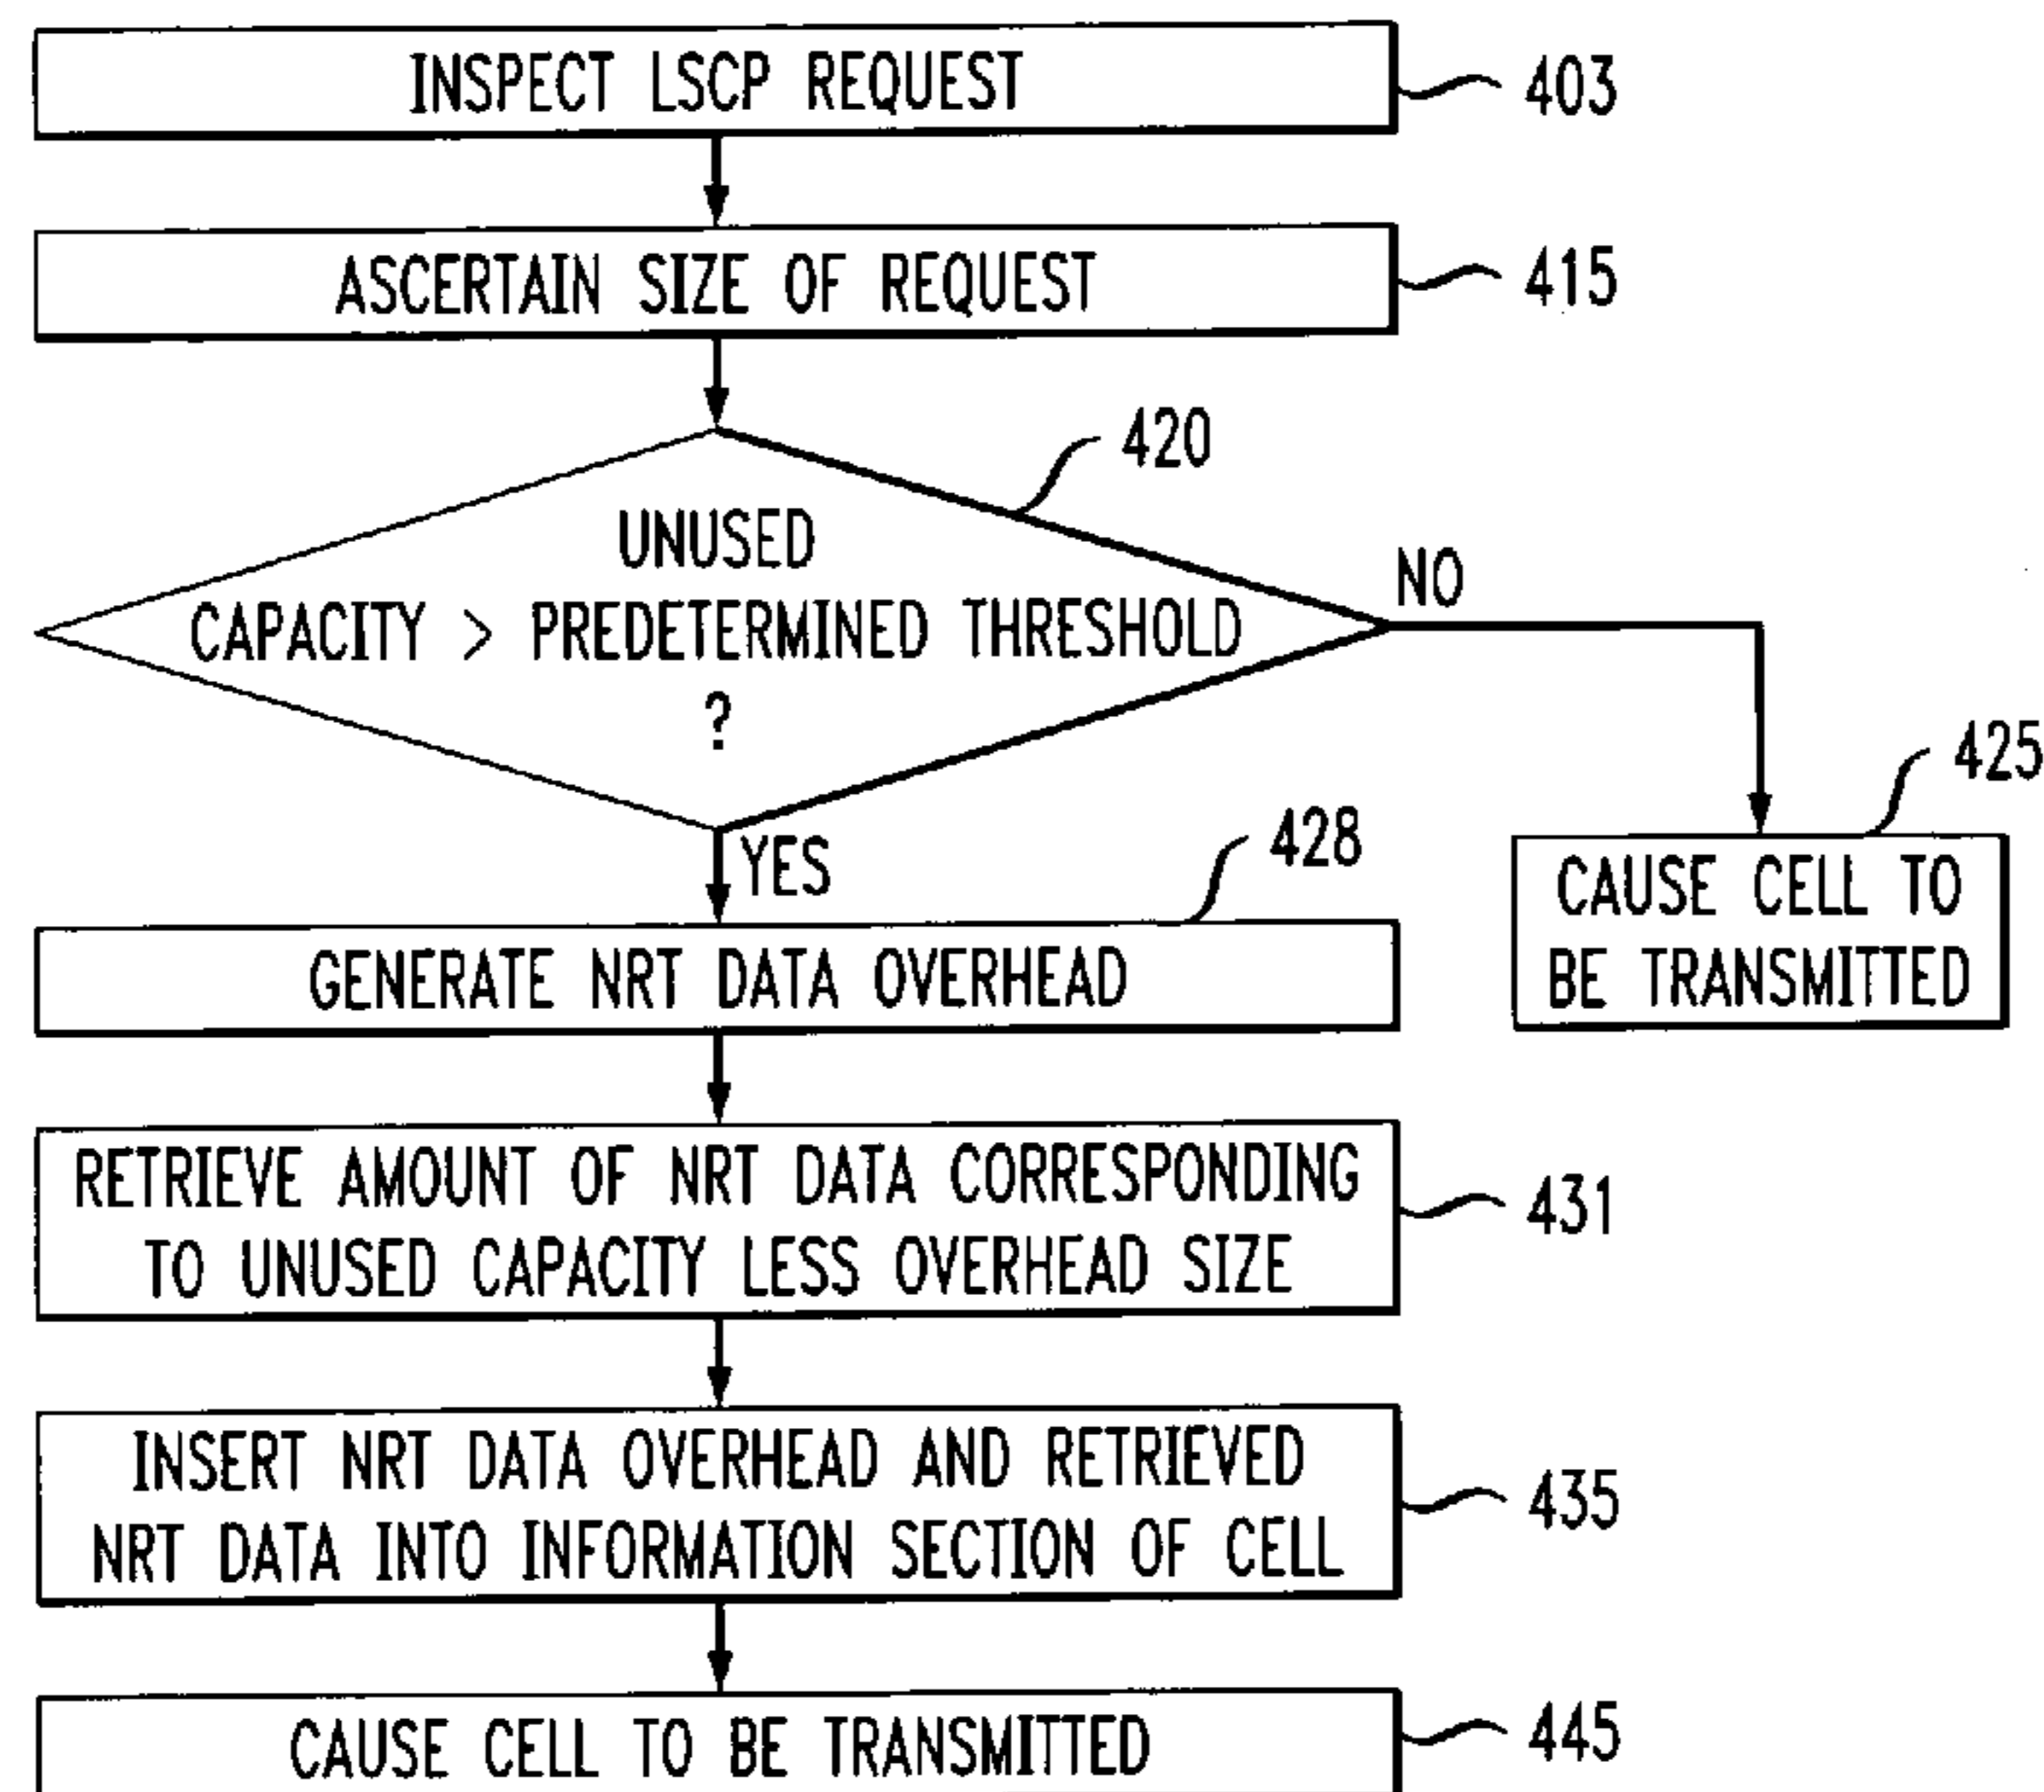 INSPECT LSCP REQUEST
403
ASCERTAIN SIZE OF REQUEST
415
420
UNUSED
CAPACITY > PREDETERMINED THRESHOLD
?
NO
YES
425
CAUSE CELL TO
BE TRANSMITTED
428
GENERATE NRT DATA OVERHEAD
RETRIEVE AMOUNT OF NRT DATA CORRESPONDING
TO UNUSED CAPACITY LESS OVERHEAD SIZE
431
INSERT NRT DATA OVERHEAD AND RETRIEVED
NRT DATA INTO INFORMATION SECTION OF CELL
435
CAUSE CELL TO BE TRANSMITTED
445